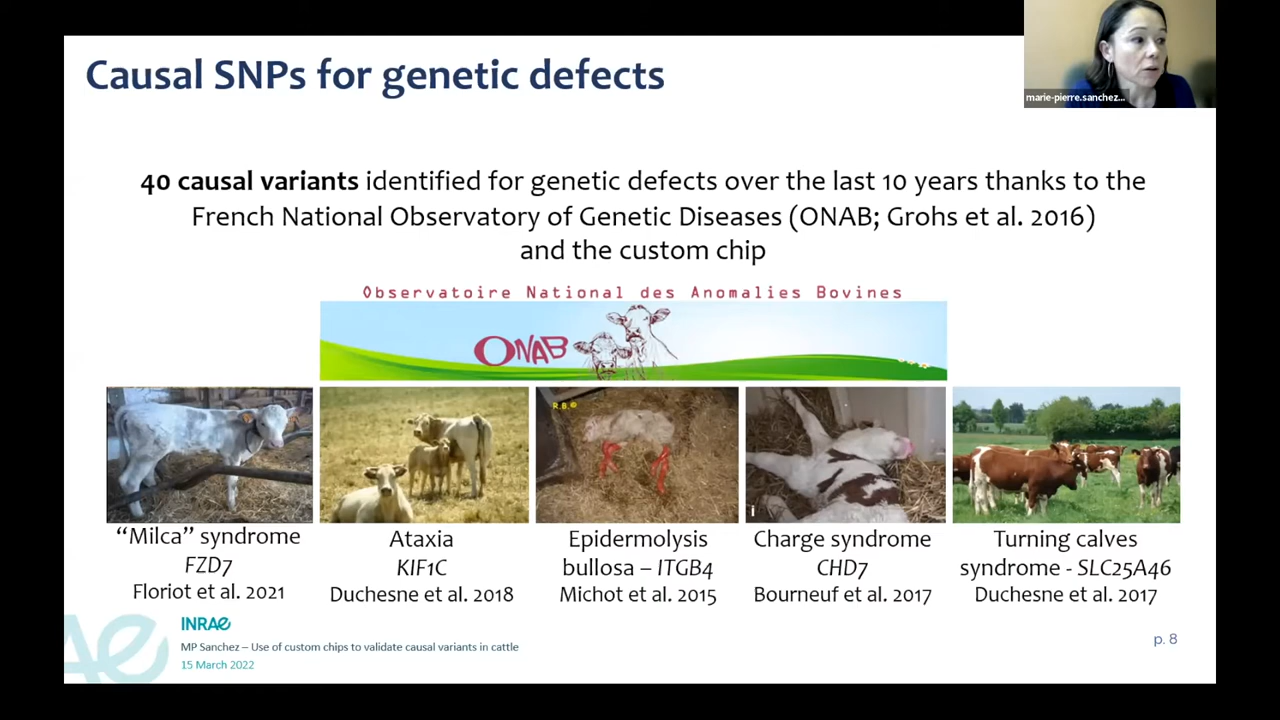 Causal SNPs for genetic defects
marie-pierre.sanchez...
40 causal variants identified for genetic defects over the last 10 years thanks to the
French National Observatory of Genetic Diseases (ONAB; Grohs et al. 2016)
and the custom chip
Observatoire National des Anomalies Bovines
ONAB
R.B.©
“Milca” syndrome
FZD7
Floriot et al. 2021
Ataxia
KIF1C
Duchesne et al. 2018
Epidermolysis
bullosa – ITGB4
Michot et al. 2015
Charge syndrome
CHD7
Bourneuf et al. 2017
Turning calves
syndrome - SLC25A46
Duchesne et al. 2017
INRAE
MP Sanchez – Use of custom chips to validate causal variants in cattle
15 March 2022
p. 8